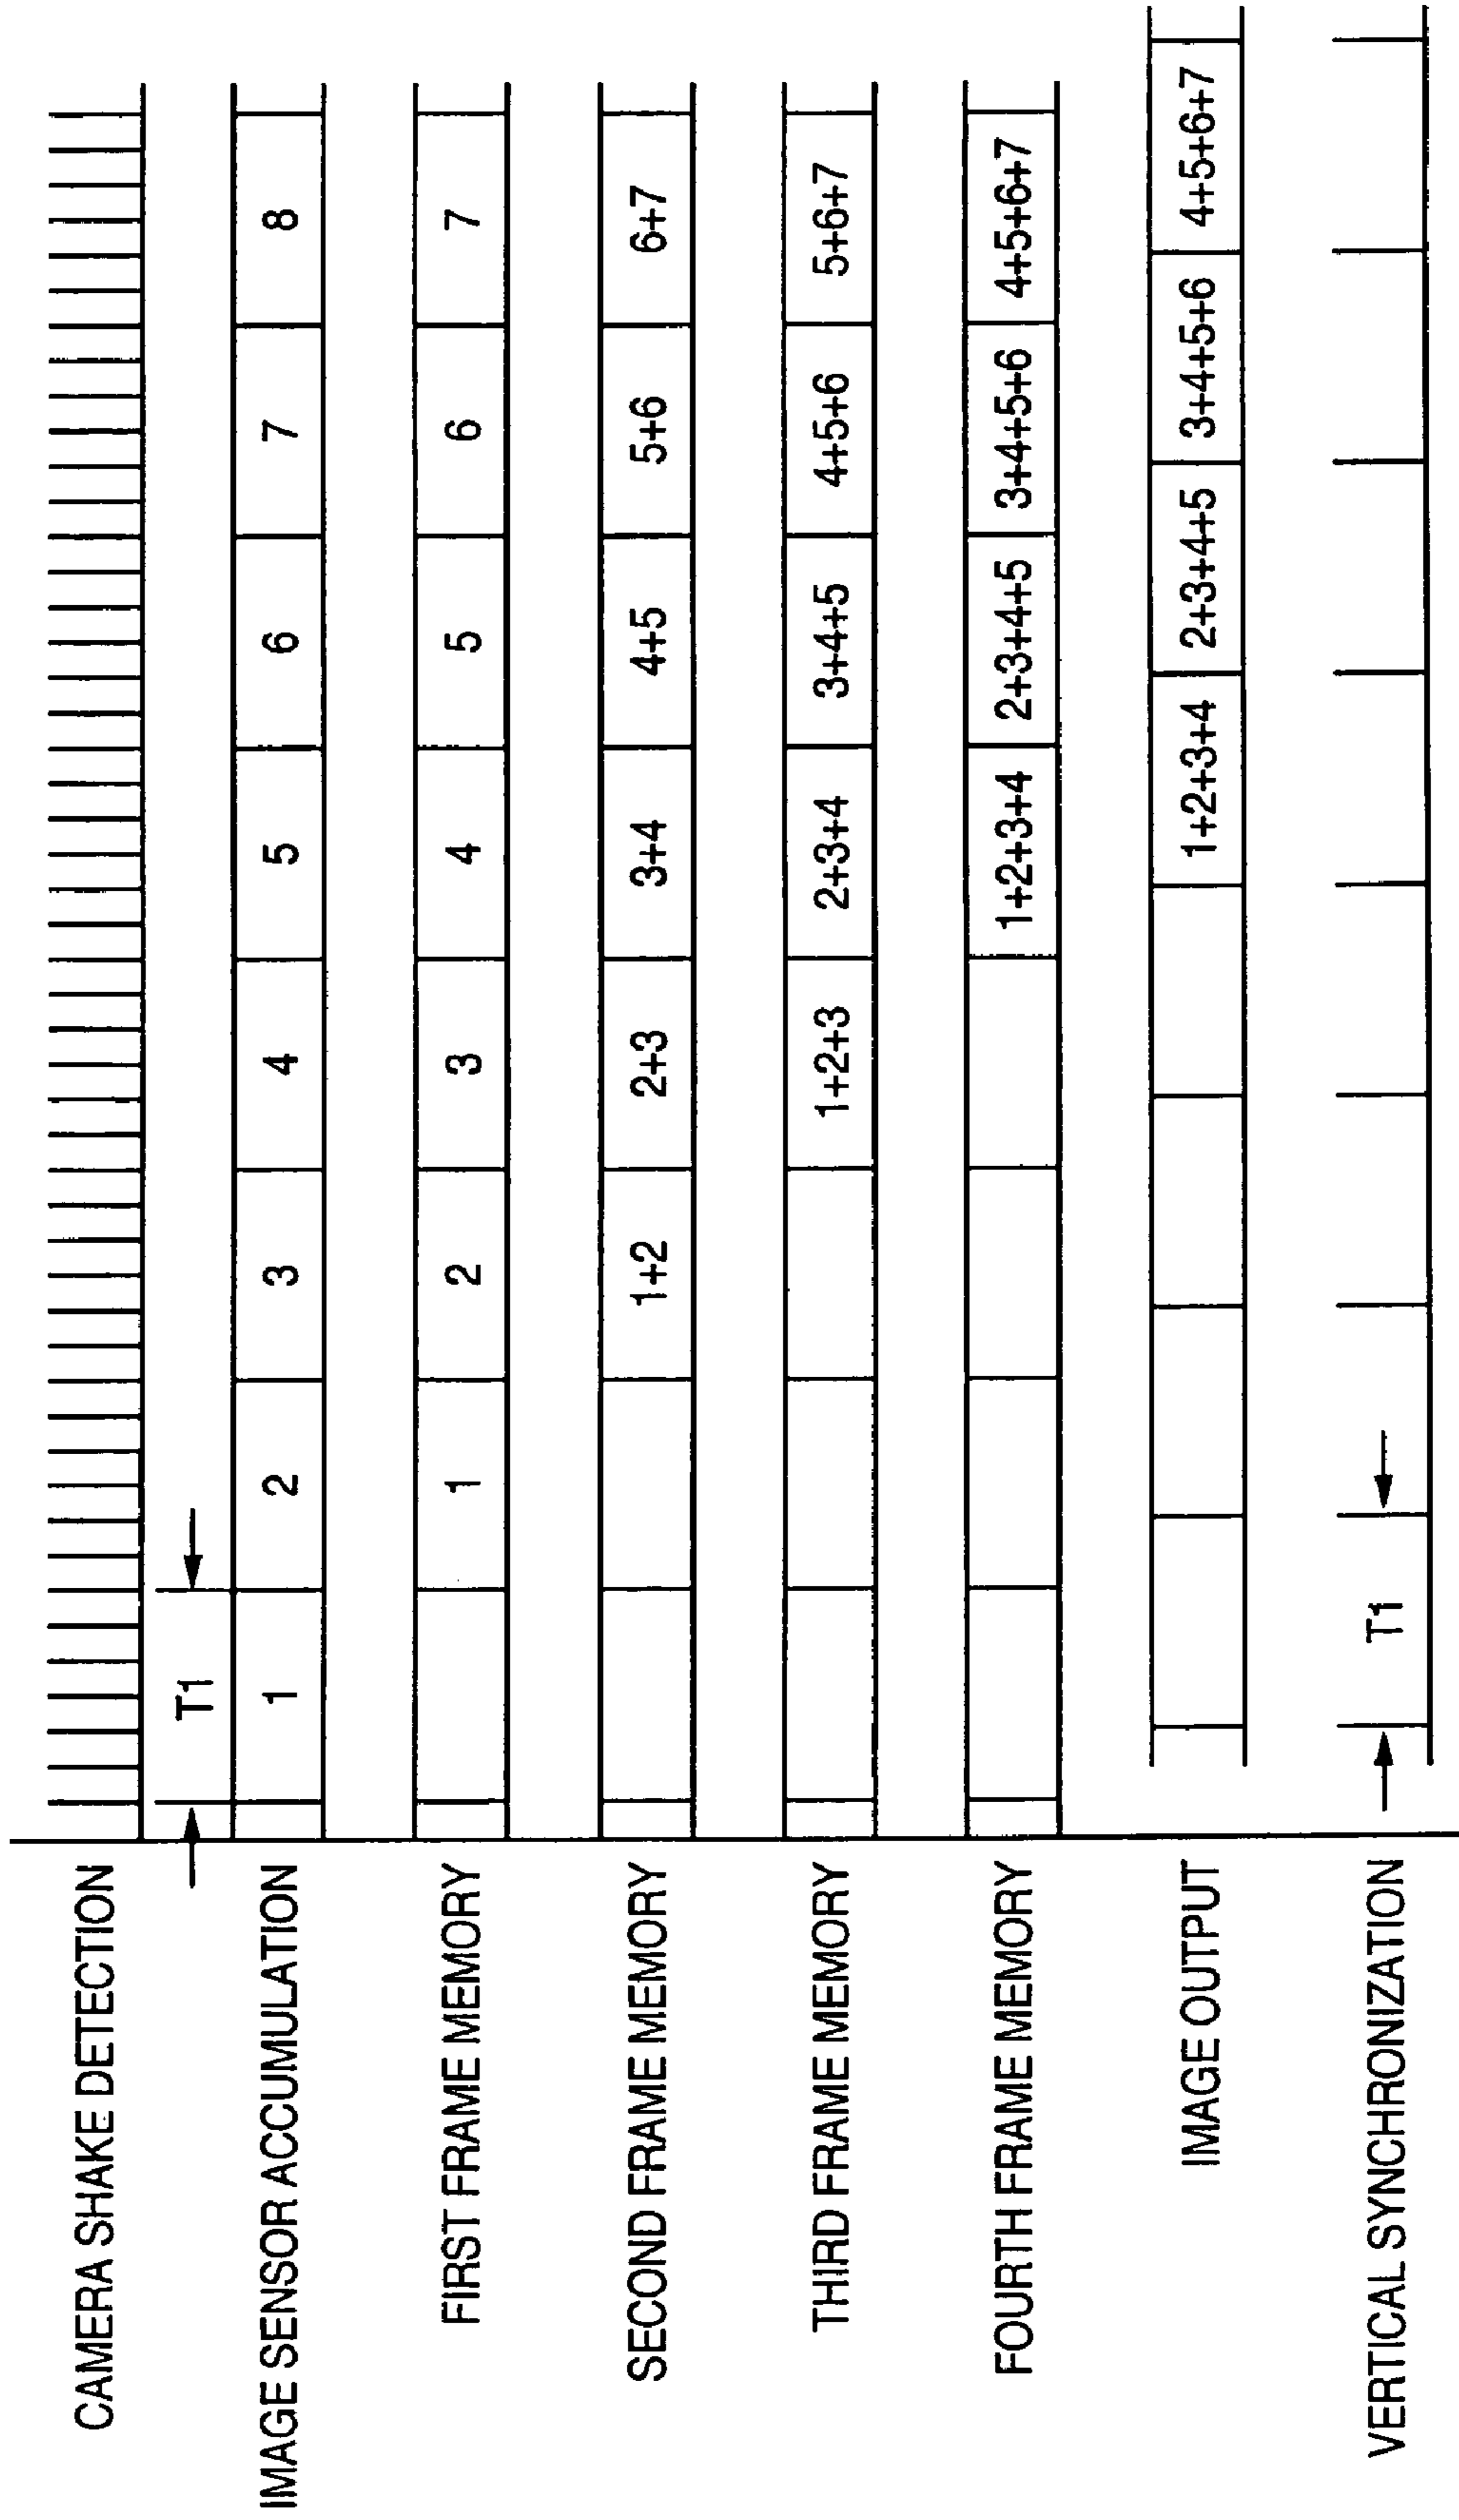 CAMERA SHAKE DETECTION
T1
IMAGE SENSOR ACCUMULATION 1 2 3 4 5 6 7 8
FIRST FRAME MEMORY 1 2 3 4 5 6 7
SECOND FRAME MEMORY 1+2 2+3 3+4 4+5 5+6 6+7
THIRD FRAME MEMORY 1+2+3 2+3+4 3+4+5 4+5+6 5+6+7
FOURTH FRAME MEMORY 1+2+3+4 2+3+4+5 3+4+5+6 4+5+6+7
IMAGE OUTPUT 1+2+3+4 2+3+4+5 3+4+5+6 4+5+6+7
VERTICAL SYNCHRONIZATION T1